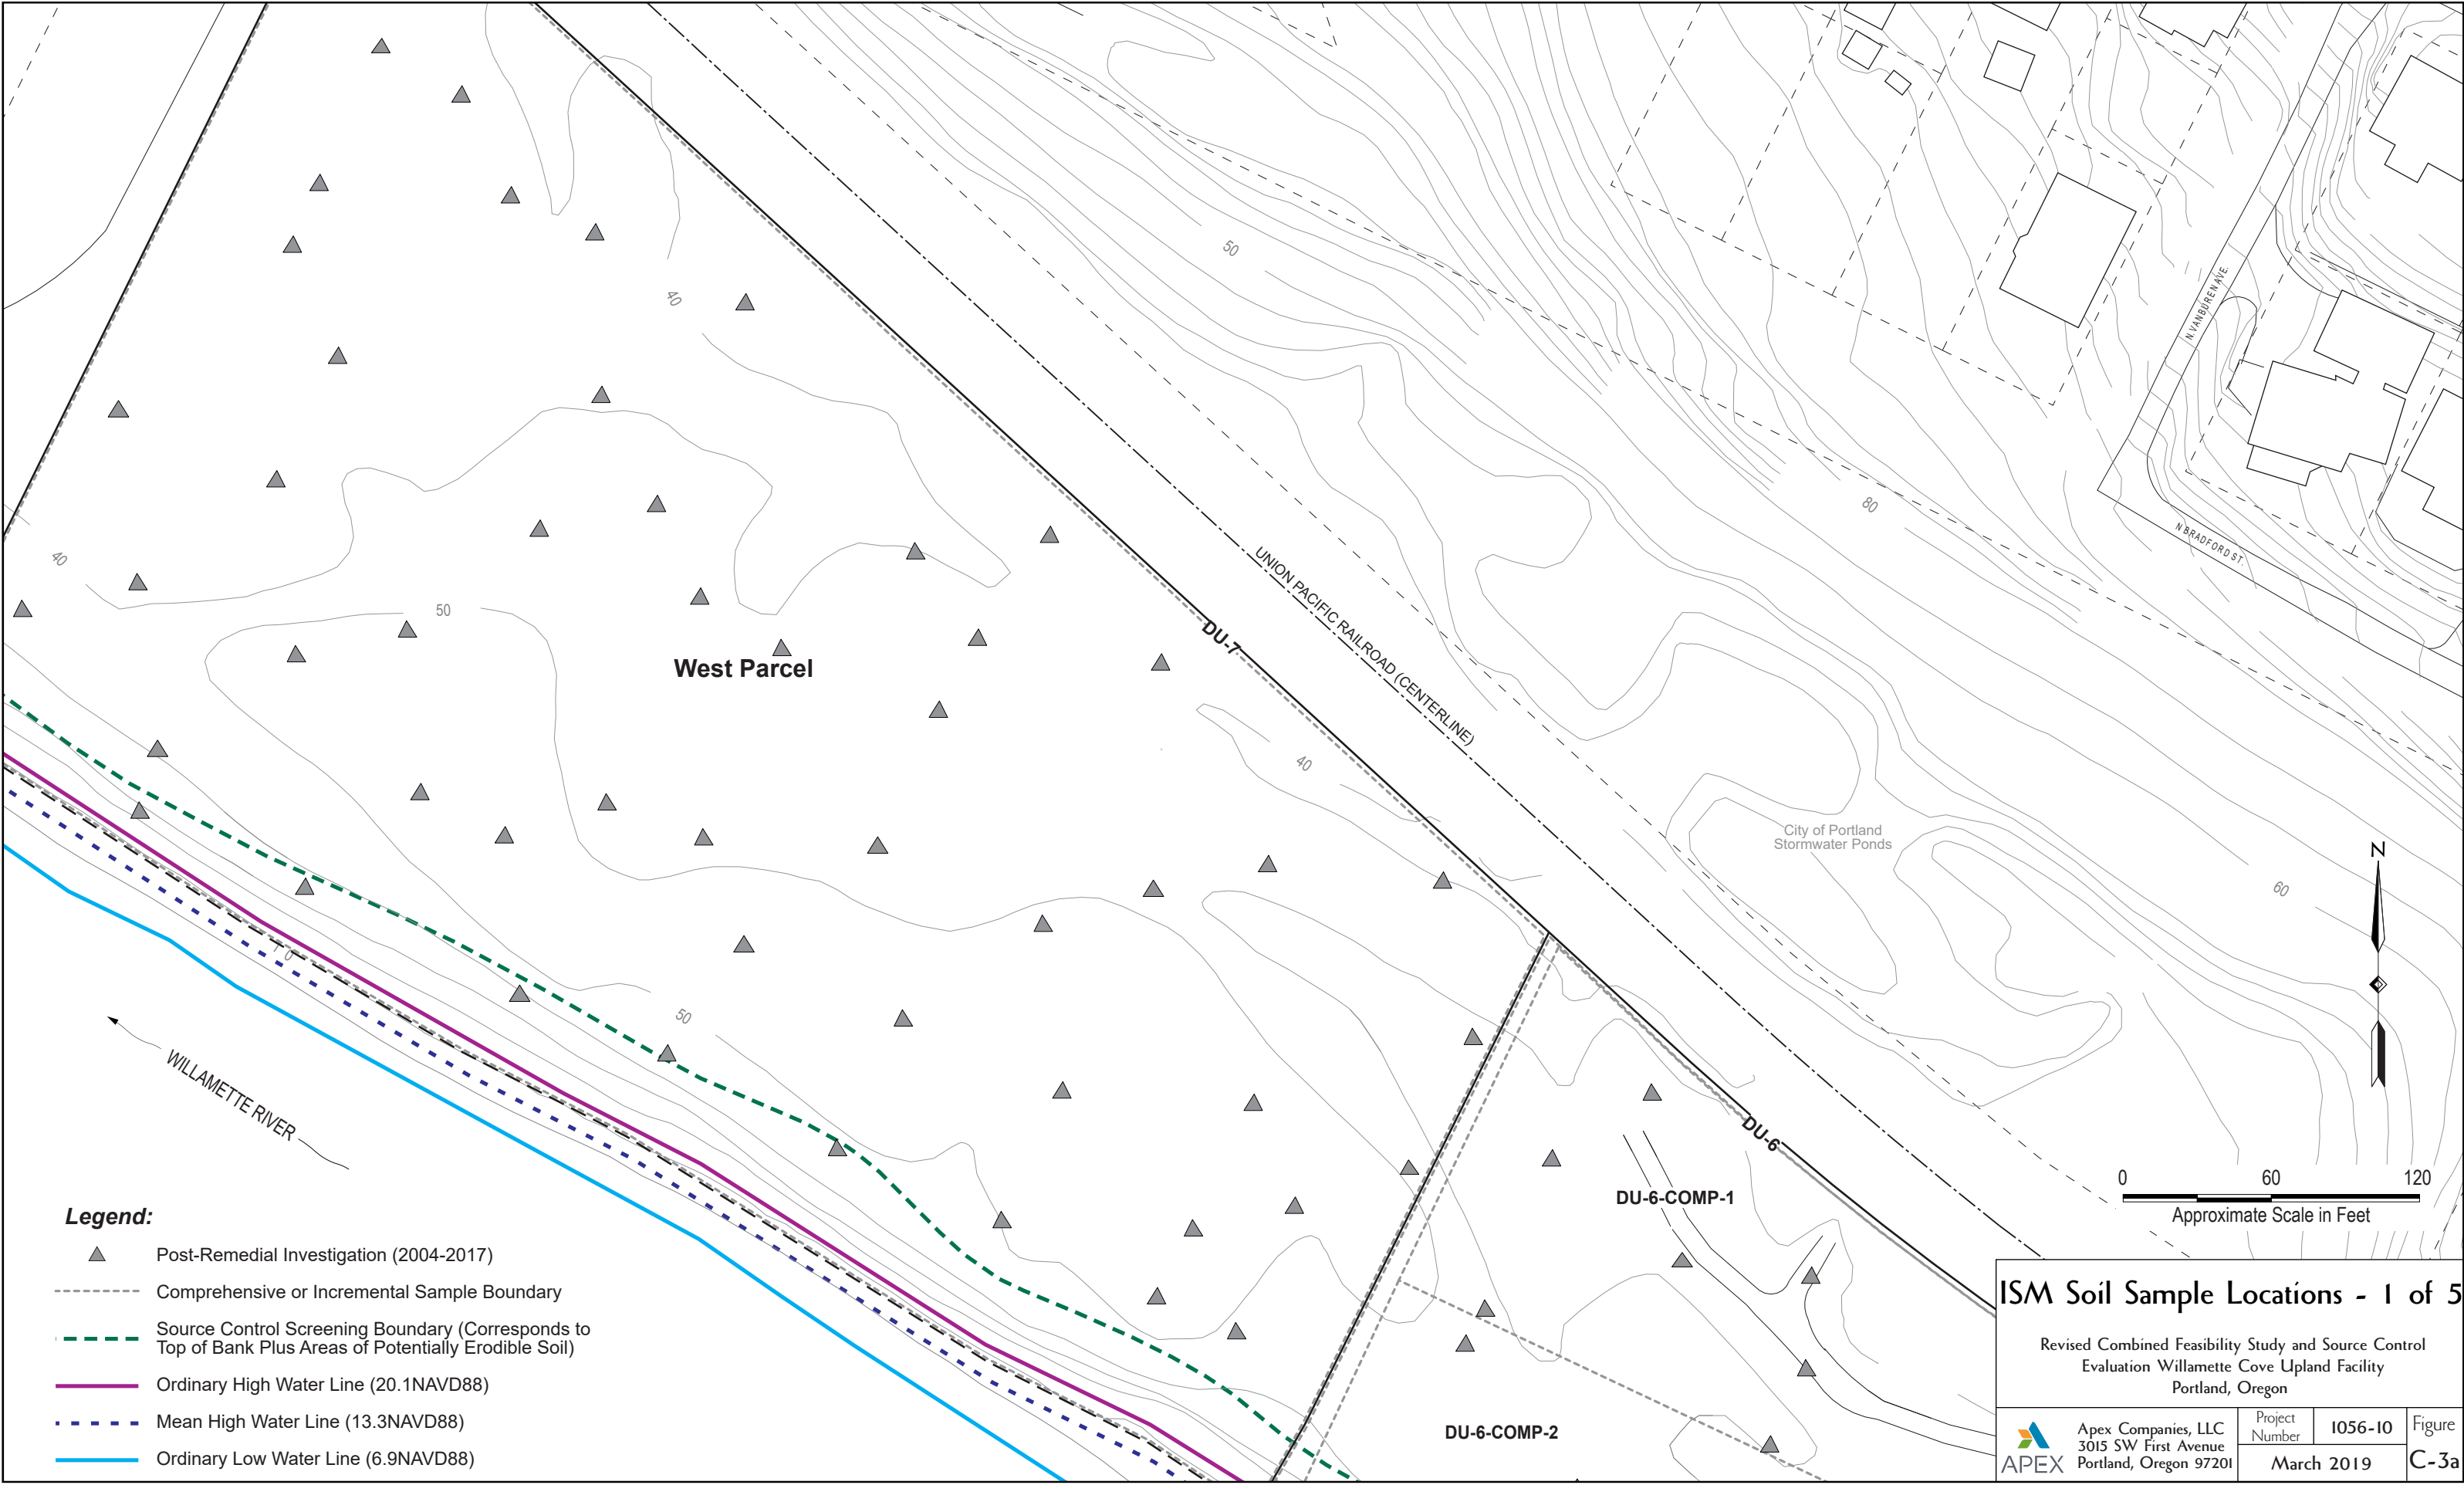 50
40
N. VANBUREN AVE.
80
N BRADFORD ST.
40
50
UNION PACIFIC RAILROAD (CENTERLINE)
DU-7
West Parcel
40
City of Portland
Stormwater Ponds
N
60
0
50
WILLAMETTE RIVER
DU-6
DU-6-COMP-1
DU-6-COMP-2
0 60 120
Approximate Scale in Feet
Legend:
Post-Remedial Investigation (2004-2017)
Comprehensive or Incremental Sample Boundary
Source Control Screening Boundary (Corresponds to
Top of Bank Plus Areas of Potentially Erodible Soil)
Ordinary High Water Line (20.1NAVD88)
Mean High Water Line (13.3NAVD88)
Ordinary Low Water Line (6.9NAVD88)
ISM Soil Sample Locations - 1 of 5
Revised Combined Feasibility Study and Source Control
Evaluation Willamette Cove Upland Facility
Portland, Oregon
APEX
Apex Companies, LLC
3015 SW First Avenue
Portland, Oregon 97201
Project
Number
1056-10
March 2019
Figure
C-3a